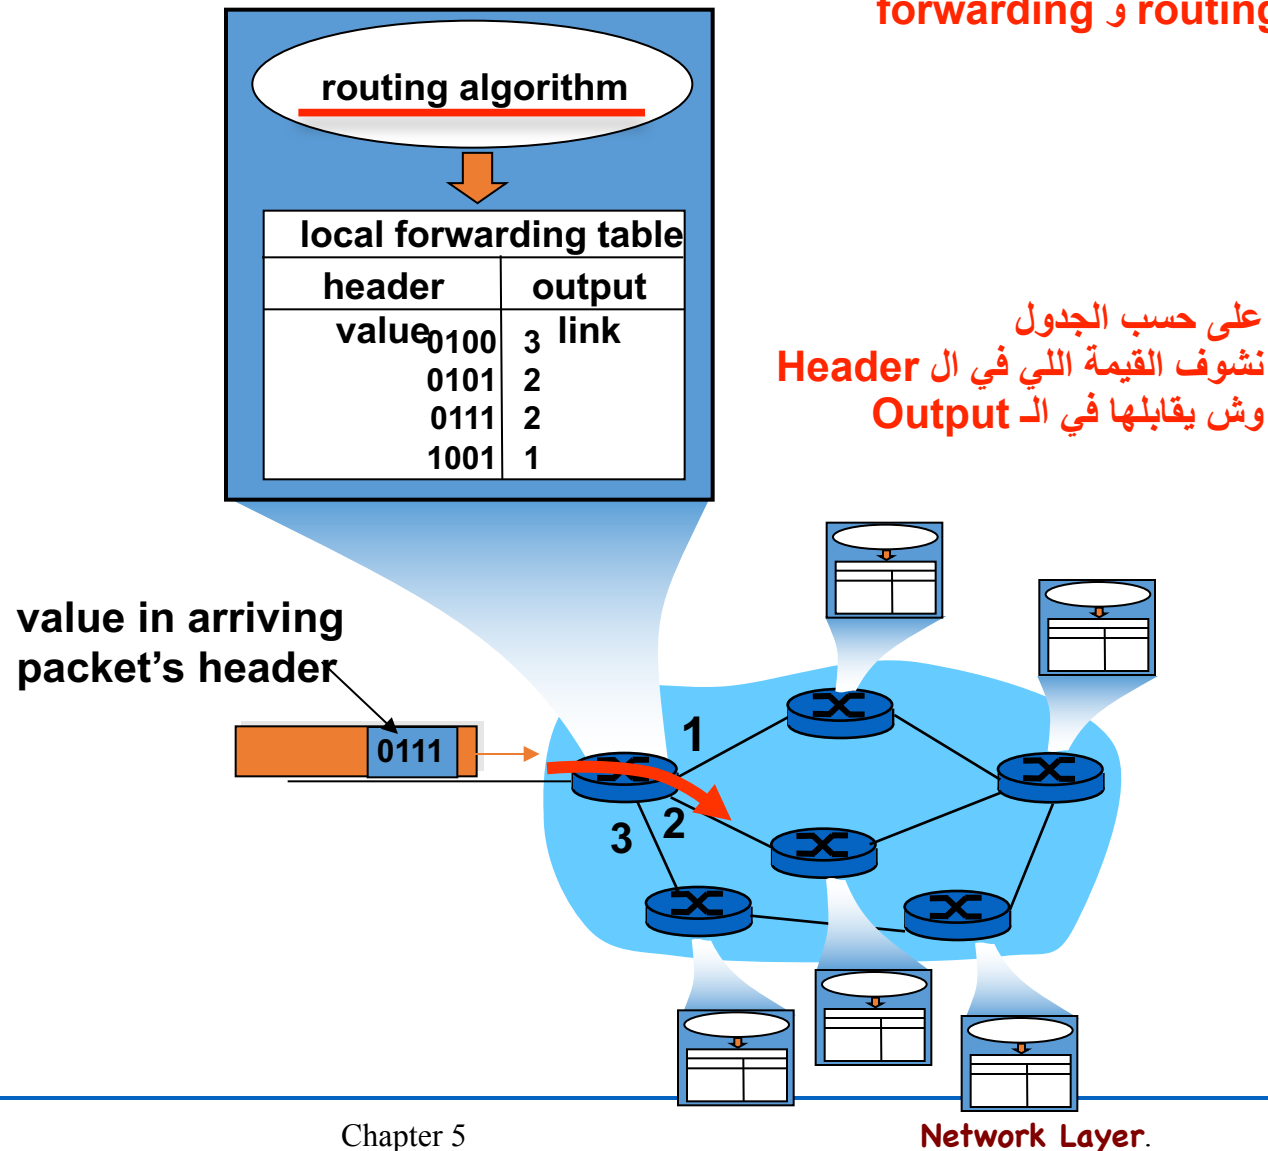 forwarding و routing
routing algorithm
local forwarding table
header value
output link
0100 3
0101 2
0111 2
1001 1
على حسب الجدول
نشوف القيمة اللي في ال Header
وش يقابلها في الـ Output
value in arriving
packet's header
0111
1
2
3
Chapter 5
Network Layer.